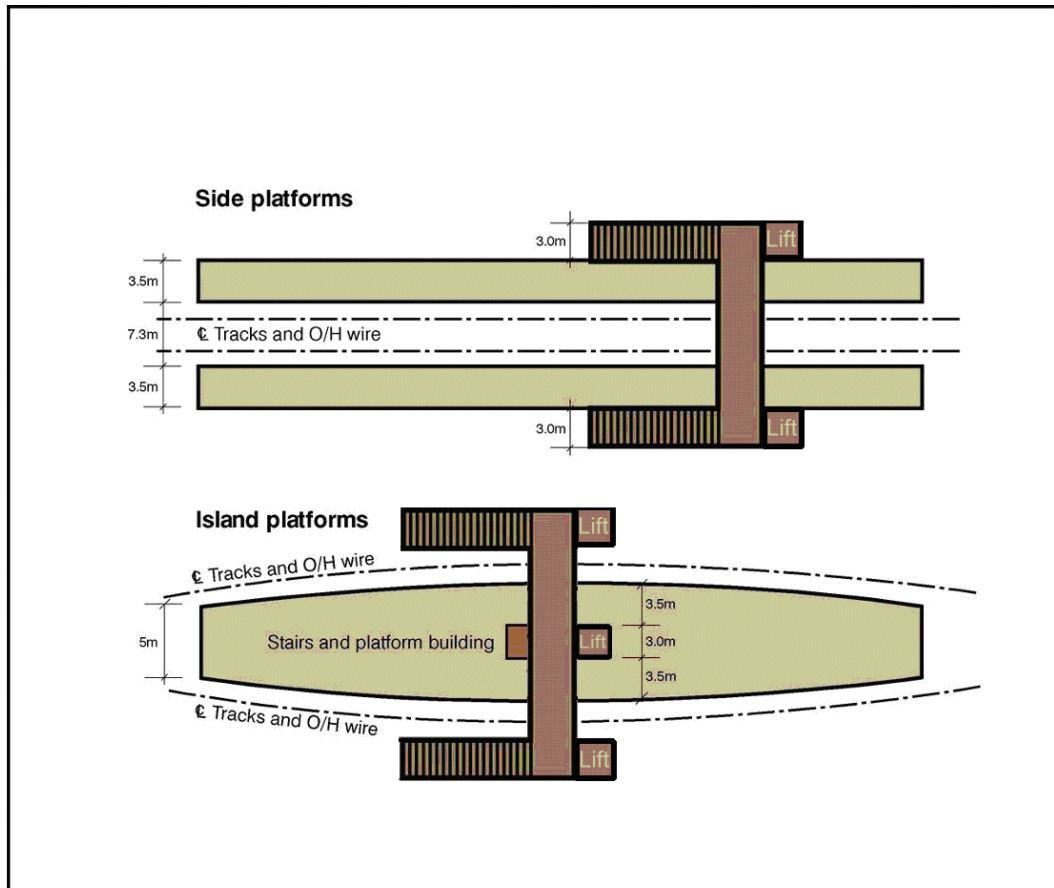 Side platforms
3.0m
Lift
3.5m
7.3m
℄ Tracks and O/H wire
3.5m
3.0m
Lift
Island platforms
Lift
℄ Tracks and O/H wire
3.5m
5m
Stairs and platform building
Lift
3.0m
3.5m
℄ Tracks and O/H wire
Lift